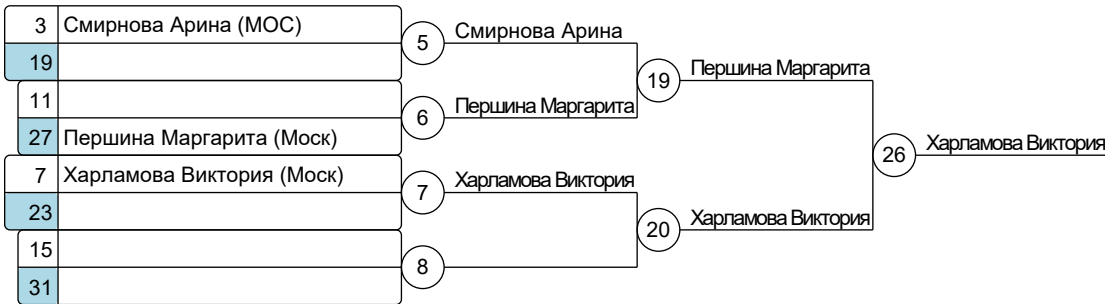 3 Смирнова Арина (МОС)
19
11
27 Першина Маргарита (Моск)
7 Харламова Виктория (Моск)
23
15
31
5 Смирнова Арина
6 Першина Маргарита
7 Харламова Виктория
8
19 Першина Маргарита
20 Харламова Виктория
26 Харламова Виктория